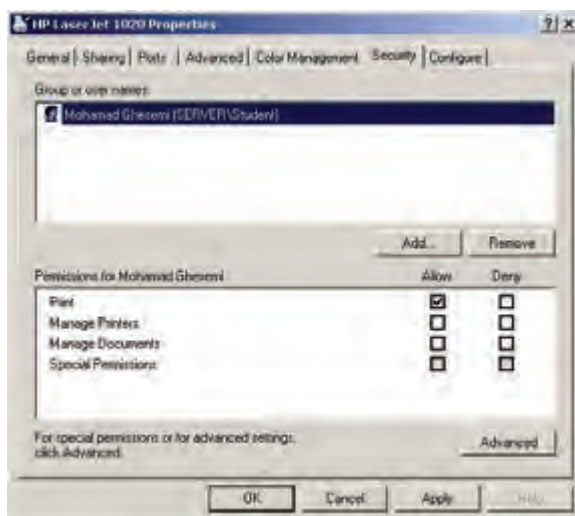 HP LaserJet 1020 Properties
General Sharing Ports Advanced Color Management Security Configure
Group or user names:
Mohamad Ghesemi (SERVER\Student)
Add... Remove
Permissions for Mohamad Ghesemi Allow Deny
Print
Manage Printers
Manage Documents
Special Permissions
For special permissions or for advanced settings,
click Advanced.
Advanced
OK Cancel Apply Help